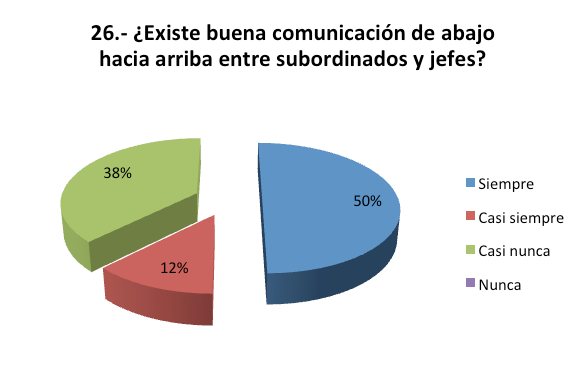 26.- ¿Existe buena comunicación de abajo
hacia arriba entre subordinados y jefes?
38%
50%
12%
Siempre
Casi siempre
Casi nunca
Nunca